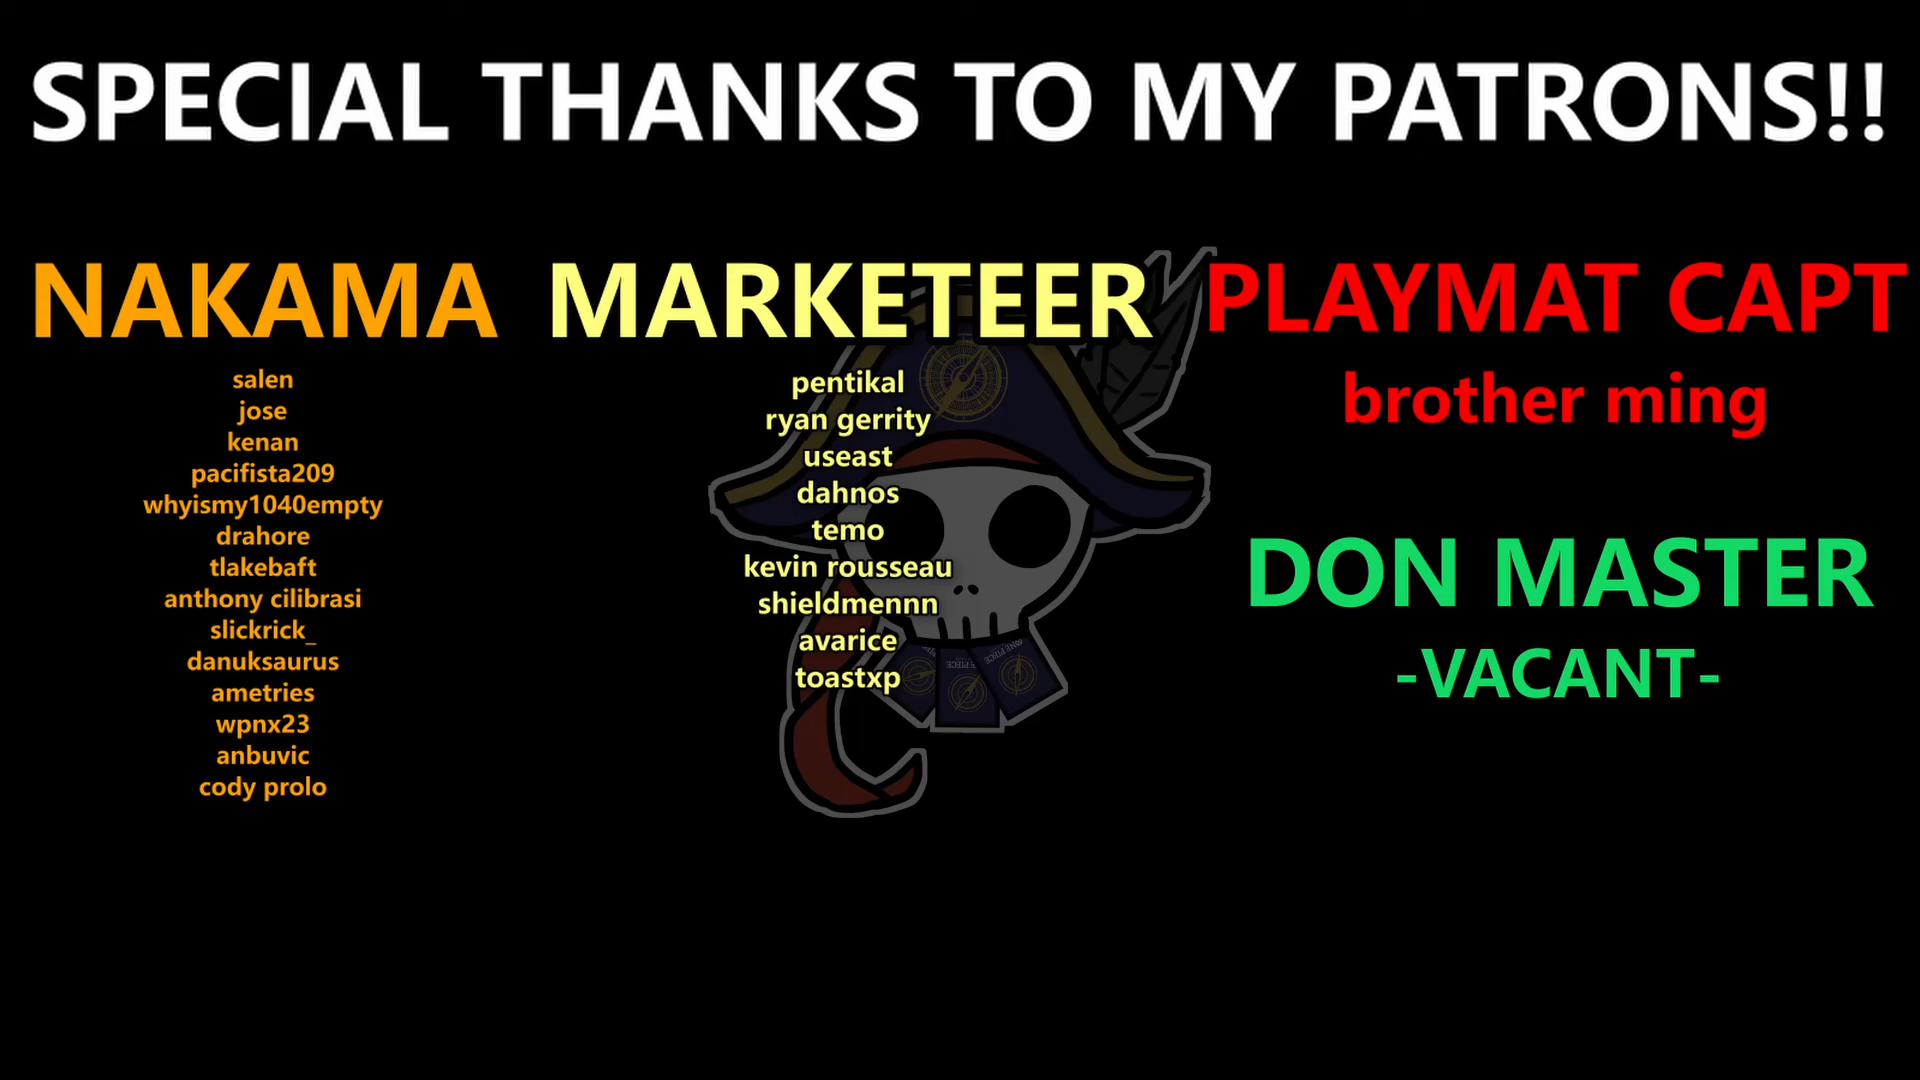 SPECIAL THANKS TO MY PATRONS!!
NAKAMA
salen
jose
kenan
pacifista209
whyismy1040empty
drahore
tlakebaft
anthony cilibrasi
slickrick_
danuksaurus
ametries
wpnx23
anbuvic
cody prolo
MARKETEER
pentikal
ryan gerrity
useast
dahnos
temo
kevin rousseau
shieldmennn
avarice
toastxp
PLAYMAT CAPT
brother ming
DON MASTER
-VACANT-
ONE PIECE